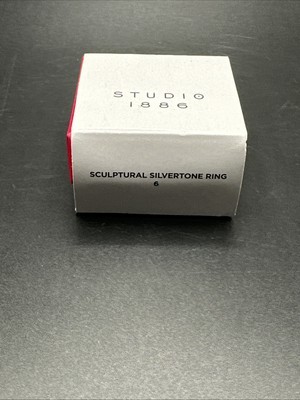 STUDIO
1886
SCULPTURAL SILVERTONE RING
6